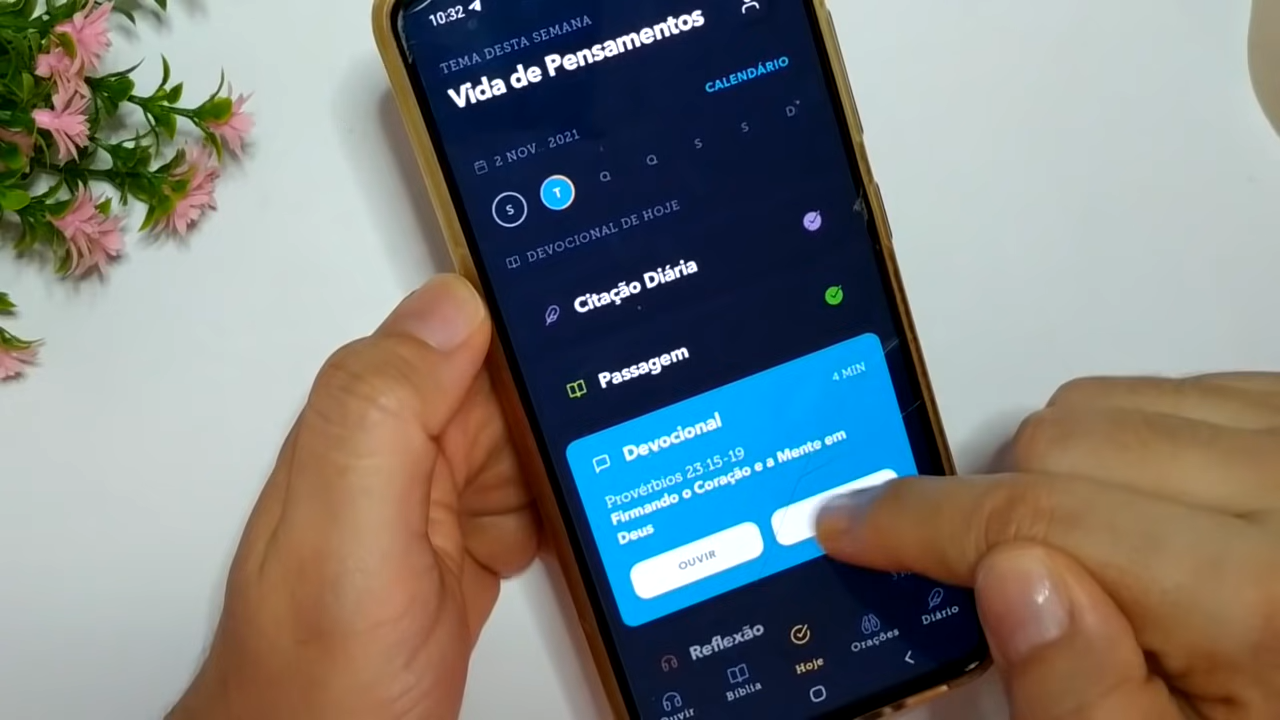 10:32
TEMA DESTA SEMANA
Vida de Pensamentos
CALENDÁRIO
2 NOV. 2021
S T Q Q S S D
DEVOCIONAL DE HOJE
Citação Diária
Passagem
4 MIN
Devocional
Provérbios 23:15-19
Firmando o Coração e a Mente em
Deus
OUVIR
Reflexão
Ouvir
Bíblia
Hoje
Orações
Diário